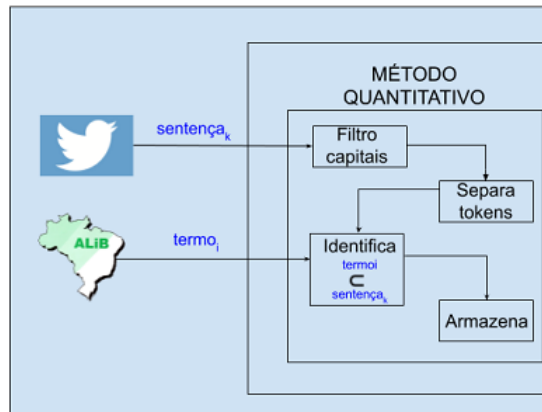 MÉTODO
QUANTITATIVO
sentençaₖ
Filtro
capitais
Separa
tokens
ALiB
termoᵢ
Identifica
termoi
⊂
sentençaₖ
Armazena